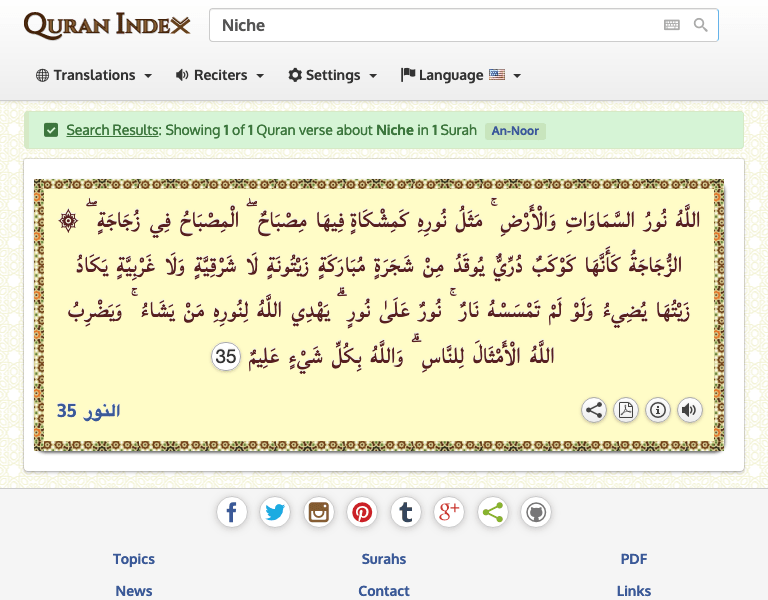 QURAN INDEX
Niche
Translations Reciters Settings Language
Search Results: Showing 1 of 1 Quran verse about Niche in 1 Surah An-Noor
اللَّهُ نُورُ السَّمَاوَاتِ وَالْأَرْضِ ۚ مَثَلُ نُورِهِ كَمِشْكَاةٍ فِيهَا مِصْبَاحٌ ۖ الْمِصْبَاحُ فِي زُجَاجَةٍ ۖ ۞
الزُّجَاجَةُ كَأَنَّهَا كَوْكَبٌ دُرِّيٌّ يُوقَدُ مِنْ شَجَرَةٍ مُبَارَكَةٍ زَيْتُونَةٍ لَا شَرْقِيَّةٍ وَلَا غَرْبِيَّةٍ يَكَادُ
زَيْتُهَا يُضِيءُ وَلَوْ لَمْ تَمْسَسْهُ نَارٌ ۚ نُورٌ عَلَىٰ نُورٍ ۗ يَهْدِي اللَّهُ لِنُورِهِ مَنْ يَشَاءُ ۚ وَيَضْرِبُ
اللَّهُ الْأَمْثَالَ لِلنَّاسِ ۗ وَاللَّهُ بِكُلِّ شَيْءٍ عَلِيمٌ 35
النور 35
Topics Surahs PDF
News Contact Links